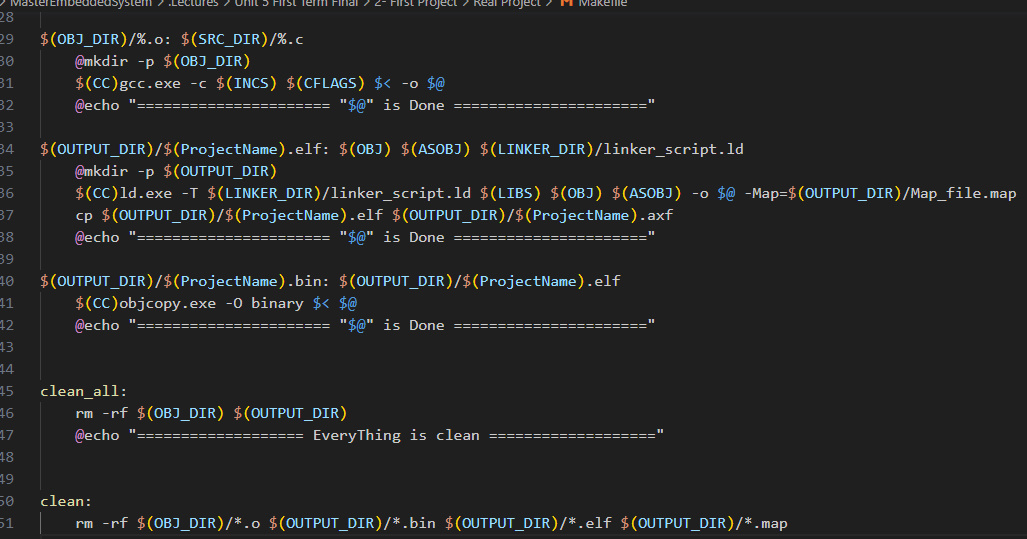 MasterEmbeddedSystem > .Lectures > Unit 5 First Term Final > 2- First Project > Real Project > M Makefile
28
29 $(OBJ_DIR)/%.o: $(SRC_DIR)/%.c
30 @mkdir -p $(OBJ_DIR)
31 $(CC)gcc.exe -c $(INCS) $(CFLAGS) $< -o $@
32 @echo "====================== "$@" is Done ======================"
33
34 $(OUTPUT_DIR)/$(ProjectName).elf: $(OBJ) $(ASOBJ) $(LINKER_DIR)/linker_script.ld
35 @mkdir -p $(OUTPUT_DIR)
36 $(CC)ld.exe -T $(LINKER_DIR)/linker_script.ld $(LIBS) $(OBJ) $(ASOBJ) -o $@ -Map=$(OUTPUT_DIR)/Map_file.map
37 cp $(OUTPUT_DIR)/$(ProjectName).elf $(OUTPUT_DIR)/$(ProjectName).axf
38 @echo "====================== "$@" is Done ======================"
39
40 $(OUTPUT_DIR)/$(ProjectName).bin: $(OUTPUT_DIR)/$(ProjectName).elf
41 $(CC)objcopy.exe -O binary $< $@
42 @echo "====================== "$@" is Done ======================"
43
44
45 clean_all:
46 rm -rf $(OBJ_DIR) $(OUTPUT_DIR)
47 @echo "=================== EveryThing is clean ==================="
48
49
50 clean:
51 rm -rf $(OBJ_DIR)/*.o $(OUTPUT_DIR)/*.bin $(OUTPUT_DIR)/*.elf $(OUTPUT_DIR)/*.map